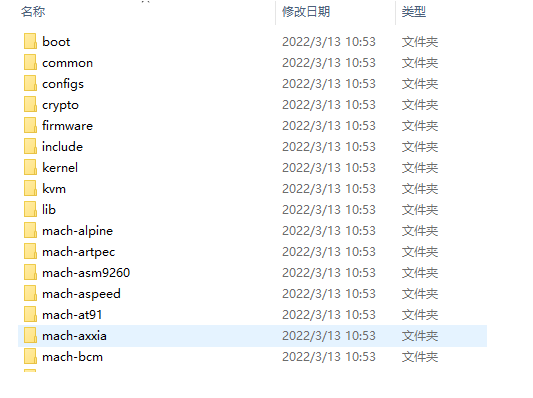 名称 修改日期 类型
boot 2022/3/13 10:53 文件夹
common 2022/3/13 10:53 文件夹
configs 2022/3/13 10:53 文件夹
crypto 2022/3/13 10:53 文件夹
firmware 2022/3/13 10:53 文件夹
include 2022/3/13 10:53 文件夹
kernel 2022/3/13 10:53 文件夹
kvm 2022/3/13 10:53 文件夹
lib 2022/3/13 10:53 文件夹
mach-alpine 2022/3/13 10:53 文件夹
mach-artpec 2022/3/13 10:53 文件夹
mach-asm9260 2022/3/13 10:53 文件夹
mach-aspeed 2022/3/13 10:53 文件夹
mach-at91 2022/3/13 10:53 文件夹
mach-axxia 2022/3/13 10:53 文件夹
mach-bcm 2022/3/13 10:53 文件夹